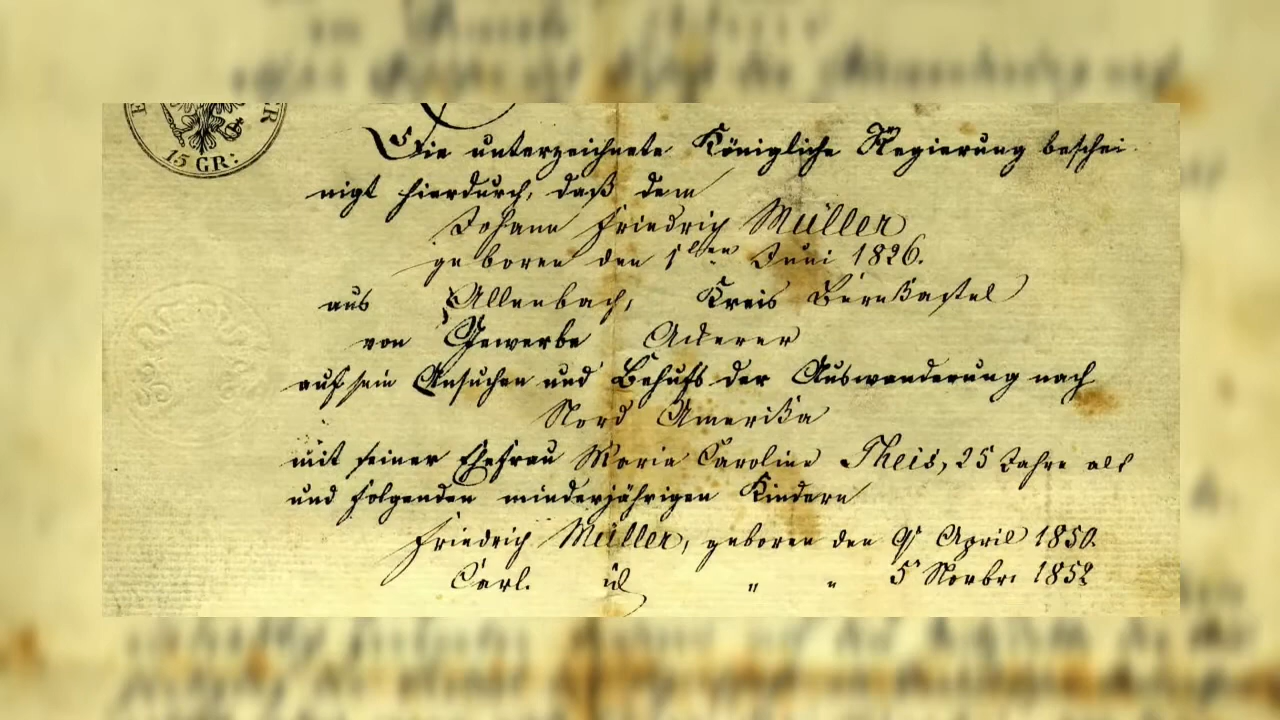 15 GR:
Die unterzeichnete Königliche Regierung beschei-
nigt hierdurch, daß dem
Johann Friedrich Müller
geboren den 1ten Juni 1826.
aus Allenbach, Kreis Bernkastel
von Gewerbe Ackerer
auf sein Ansuchen und Behufs der Auswanderung nach
Nord Amerika
mit seiner Ehefrau Maria Caroline Theis, 25 Jahre alt
und folgenden minderjährigen Kindern
Friedrich Müller, geboren den 9t April 1850.
Carl. id " " 5t Novbr. 1852